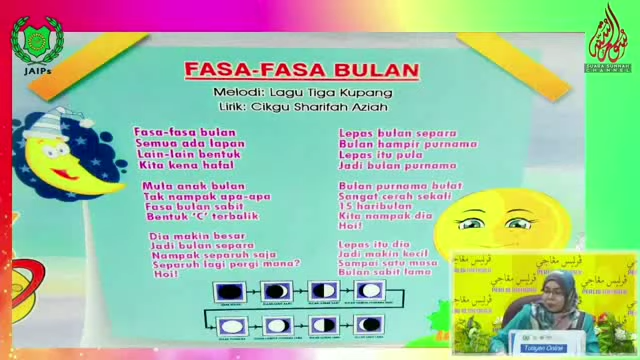 JAIPs
FASA-FASA BULAN
Melodi: Lagu Tiga Kupang
Lirik: Cikgu Sharifah Aziah
Fasa-fasa bulan
Semua ada lapan
Lain-lain bentuk
Kita kena hafal
Mula anak bulan
Tak nampak apa-apa
Fasa bulan sabit
Bentuk 'C' terbalik
Dia makin besar
Jadi bulan separa
Nampak separuh saja
Separuh lagi pergi mana?
Hoi!
Lepas bulan separa
Bulan hampir purnama
Lepas itu pula
Jadi bulan purnama
Bulan purnama bulat
Sangat cerah sekali
15 haribulan
Kita nampak dia
Hoi!
Lepas itu dia
Jadi makin kecil
Sampai satu masa
Bulan sabit lama
CHANNEL
Tuisyen Online